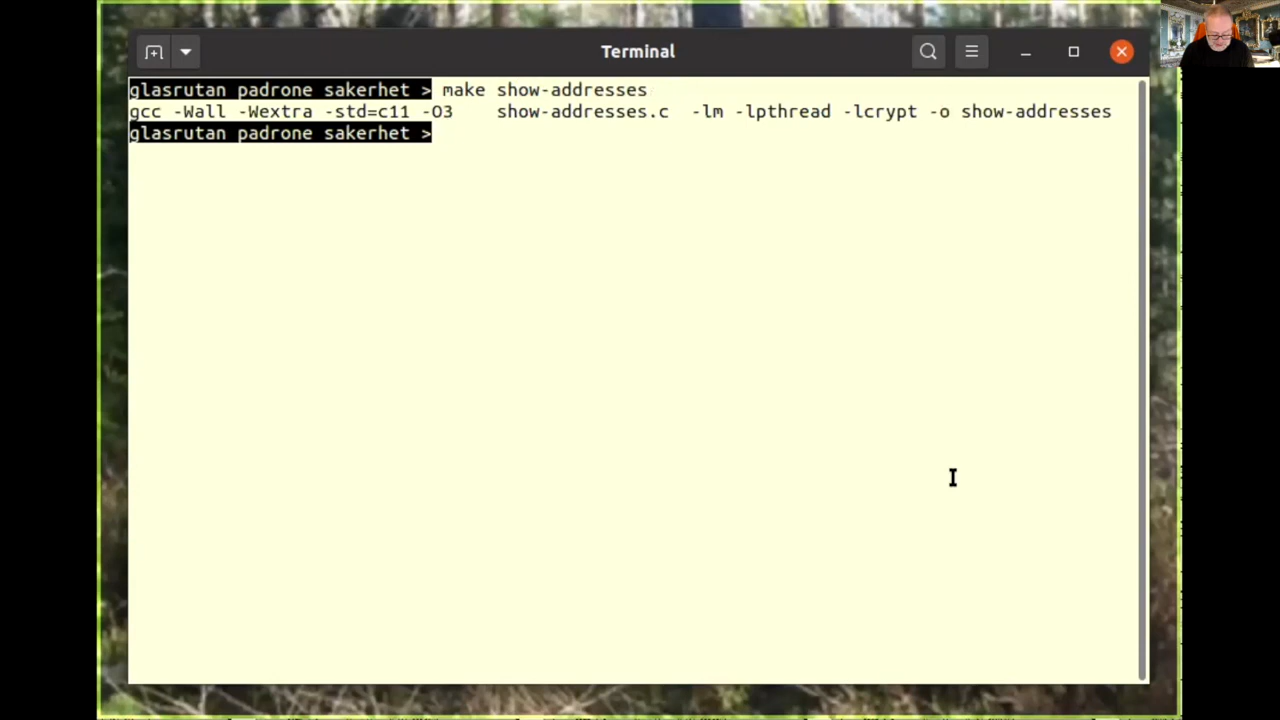 Terminal
glasrutan padrone sakerhet > make show-addresses
gcc -Wall -Wextra -std=c11 -O3    show-addresses.c  -lm -lpthread -lcrypt -o show-addresses
glasrutan padrone sakerhet >